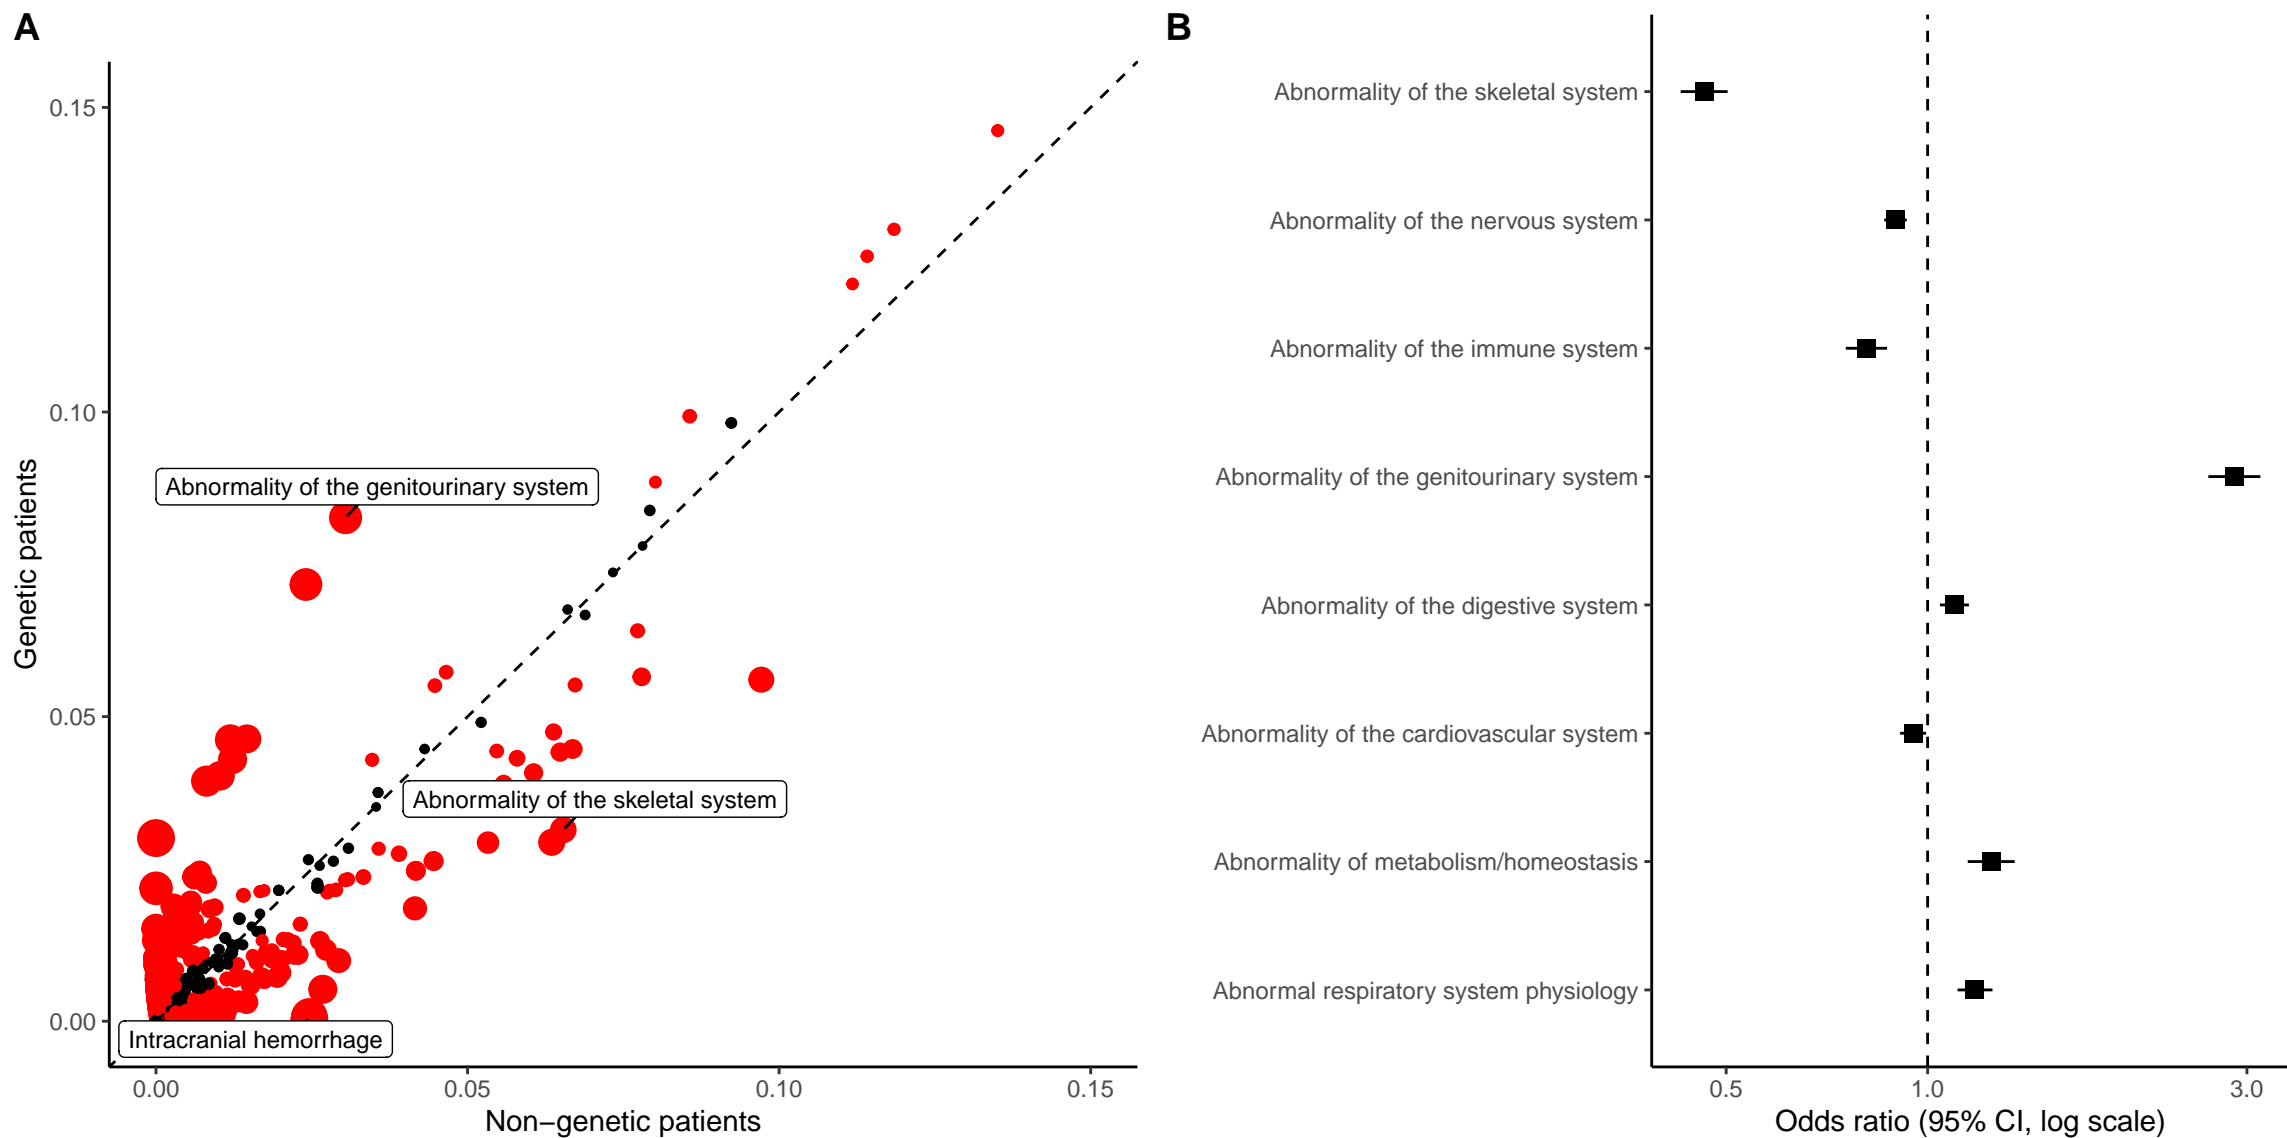 A
0.15
0.10
0.05
0.00
Genetic patients
Abnormality of the genitourinary system
Abnormality of the skeletal system
Intracranial hemorrhage
0.00
0.05
0.10
0.15
Non−genetic patients
B
Abnormality of the skeletal system
Abnormality of the nervous system
Abnormality of the immune system
Abnormality of the genitourinary system
Abnormality of the digestive system
Abnormality of the cardiovascular system
Abnormality of metabolism/homeostasis
Abnormal respiratory system physiology
0.5
1.0
3.0
Odds ratio (95% CI, log scale)